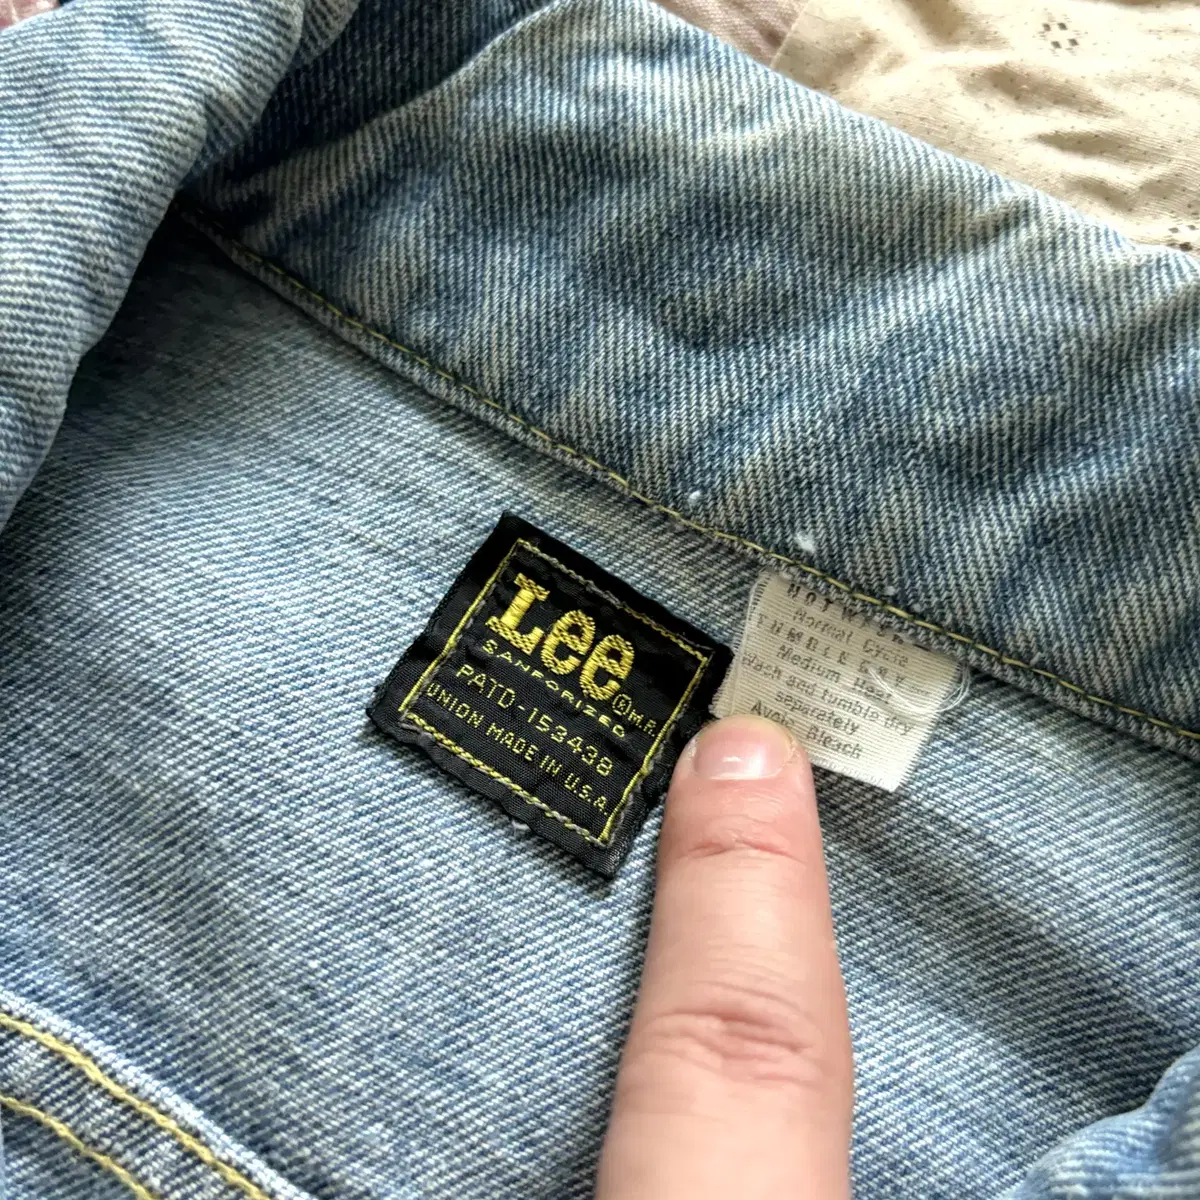 Lee® M.R.
SANFORIZED
PATD-153438
UNION MADE IN U.S.A.
Normal Cycle
Medium Heat
Wash and tumble dry
separately
Avoid Bleach